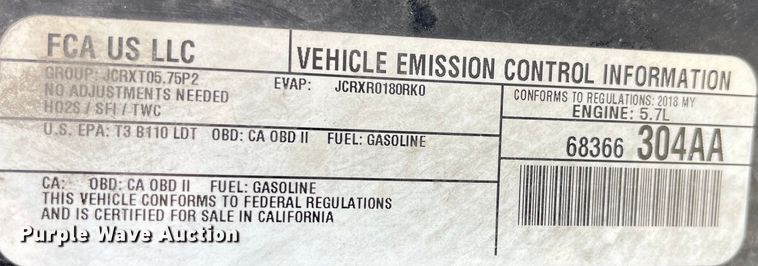 FCA US LLC
VEHICLE EMISSION CONTROL INFORMATION
GROUP: JCRXT05.75P2
EVAP: JCRXR0180RK0
NO ADJUSTMENTS NEEDED
HO2S / SFI / TWC
CONFORMS TO REGULATIONS: 2018 MY
ENGINE: 5.7L
U.S. EPA: T3 B110 LDT OBD: CA OBD II FUEL: GASOLINE
68366 304AA
CA: OBD: CA OBD II FUEL: GASOLINE
THIS VEHICLE CONFORMS TO FEDERAL REGULATIONS
AND IS CERTIFIED FOR SALE IN CALIFORNIA
Purple Wave Auction